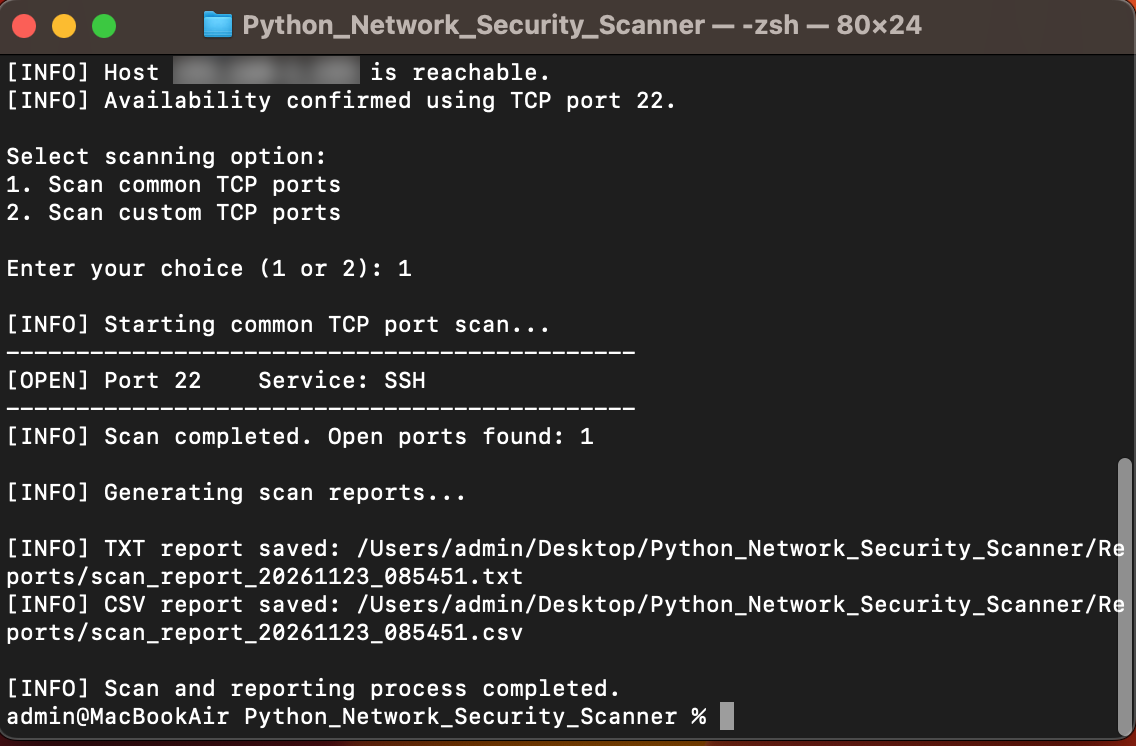 Python_Network_Security_Scanner — -zsh — 80×24
[INFO] Host is reachable.
[INFO] Availability confirmed using TCP port 22.
Select scanning option:
1. Scan common TCP ports
2. Scan custom TCP ports
Enter your choice (1 or 2): 1
[INFO] Starting common TCP port scan...
---------------------------------------------
[OPEN] Port 22    Service: SSH
---------------------------------------------
[INFO] Scan completed. Open ports found: 1
[INFO] Generating scan reports...
[INFO] TXT report saved: /Users/admin/Desktop/Python_Network_Security_Scanner/Re
ports/scan_report_20261123_085451.txt
[INFO] CSV report saved: /Users/admin/Desktop/Python_Network_Security_Scanner/Re
ports/scan_report_20261123_085451.csv
[INFO] Scan and reporting process completed.
admin@MacBookAir Python_Network_Security_Scanner %